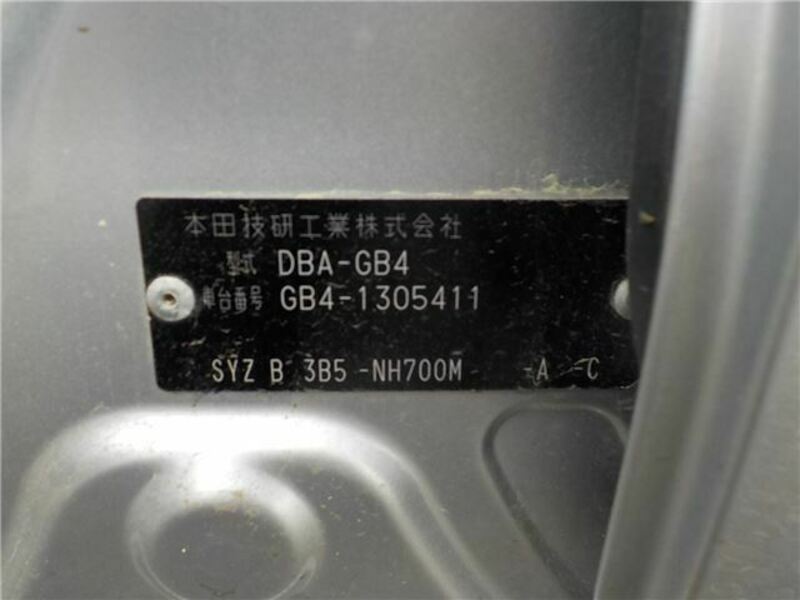 本田技研工業株式会社
型式 DBA-GB4
車台番号 GB4-1305411
SYZ B 3B5 -NH700M -A -C